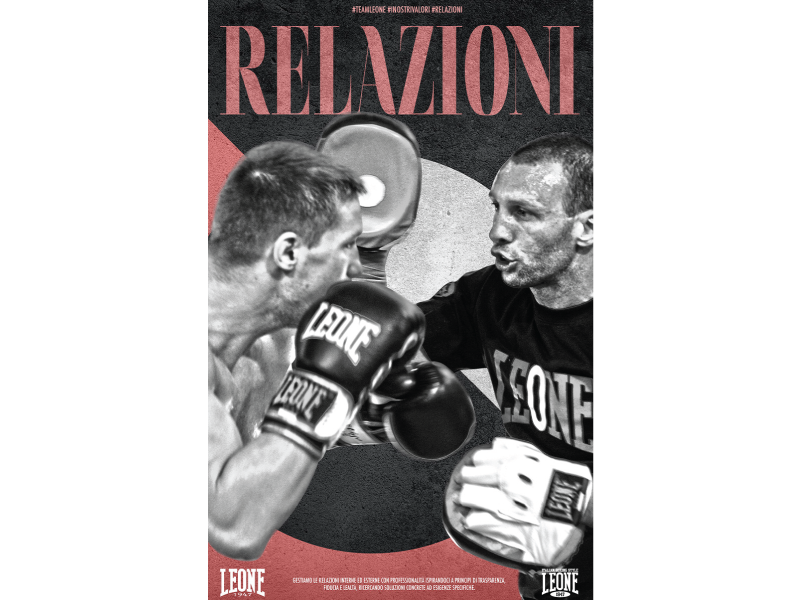 #TEAMLEONE #INOSTRIVALORI #RELAZIONI
RELAZIONI
LEONE
LEONE
LEONE
LEONE
LEONE
1947
GESTIAMO LE RELAZIONI INTERNE ED ESTERNE CON PROFESSIONALITÀ ISPIRANDOCI A PRINCIPI DI TRASPARENZA,
FIDUCIA E LEALTÀ, RICERCANDO SOLUZIONI CONCRETE AD ESIGENZE SPECIFICHE.
LEONE
1947